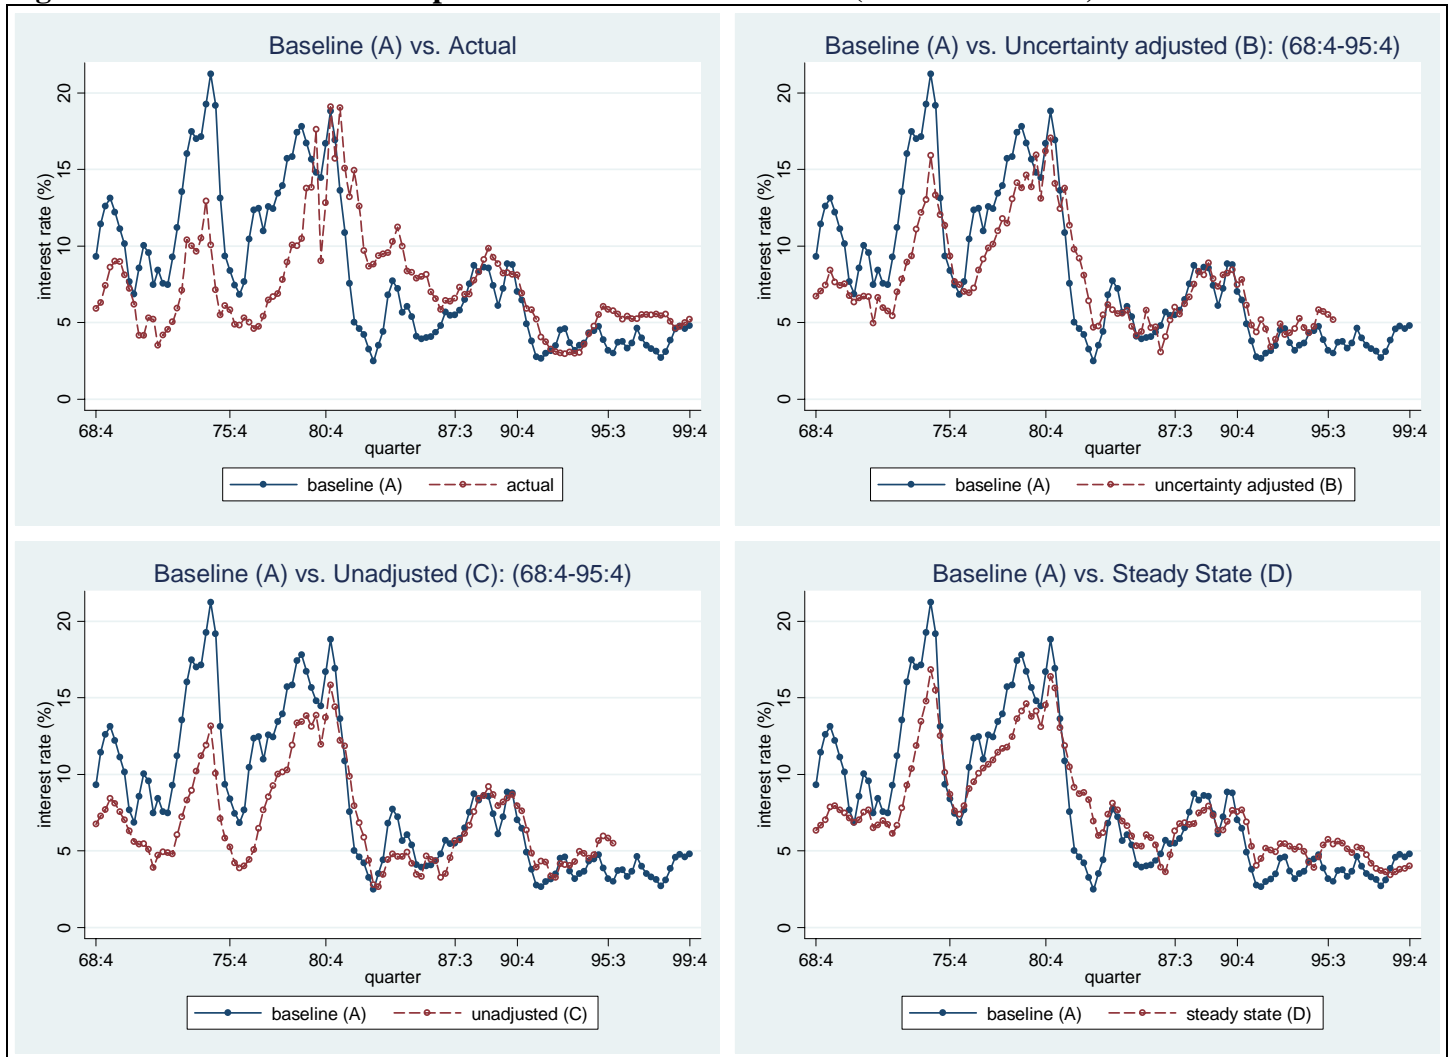 Baseline (A) vs. Actual
interest rate (%)
0 5 10 15 20
68:4 75:4 80:4 87:3 90:4 95:3 99:4
quarter
baseline (A) actual
Baseline (A) vs. Uncertainty adjusted (B): (68:4-95:4)
interest rate (%)
0 5 10 15 20
68:4 75:4 80:4 87:3 90:4 95:3 99:4
quarter
baseline (A) uncertainty adjusted (B)
Baseline (A) vs. Unadjusted (C): (68:4-95:4)
interest rate (%)
0 5 10 15 20
68:4 75:4 80:4 87:3 90:4 95:3 99:4
quarter
baseline (A) unadjusted (C)
Baseline (A) vs. Steady State (D)
interest rate (%)
0 5 10 15 20
68:4 75:4 80:4 87:3 90:4 95:3 99:4
quarter
baseline (A) steady state (D)